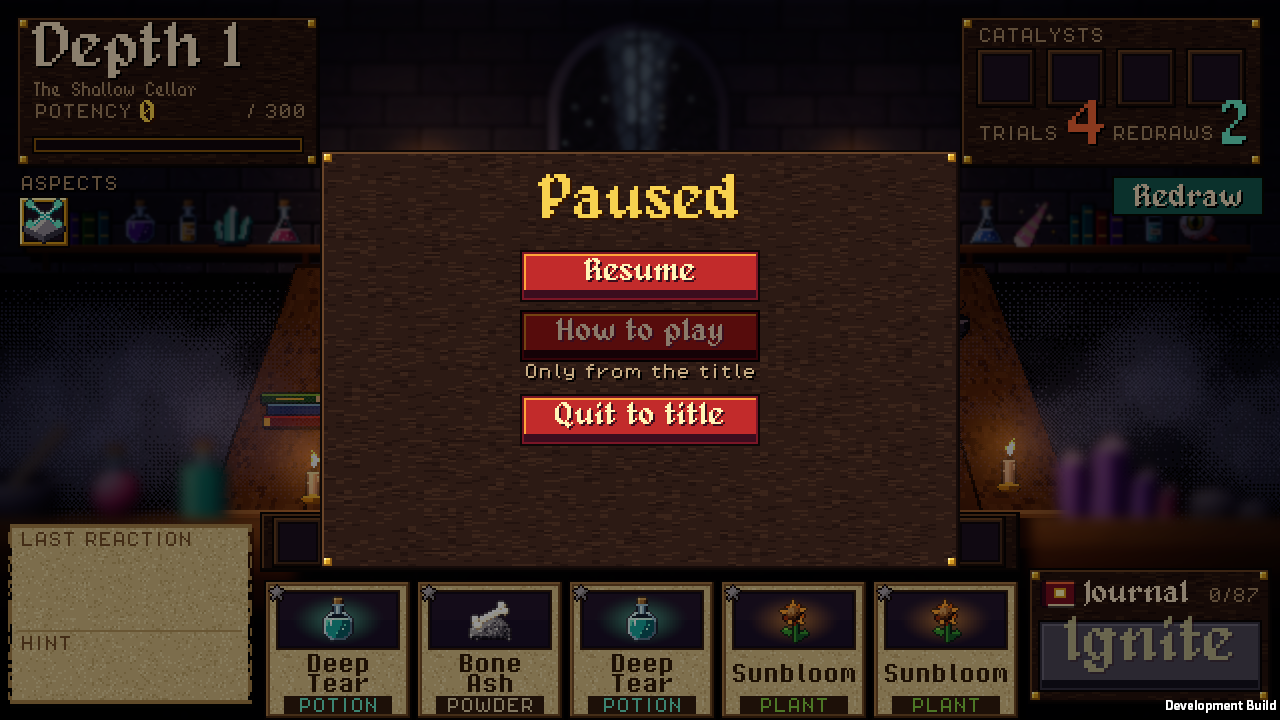 Depth 1
The Shallow Cellar
POTENCY 0 / 300
ASPECTS
CATALYSTS
TRIALS 4 REDRAWS 2
Redraw
Paused
Resume
How to play
Only from the title
Quit to title
LAST REACTION
HINT
Deep
Tear
POTION
Bone
Ash
POWDER
Deep
Tear
POTION
Sunbloom
PLANT
Sunbloom
PLANT
Journal 0/87
Ignite
Development Build